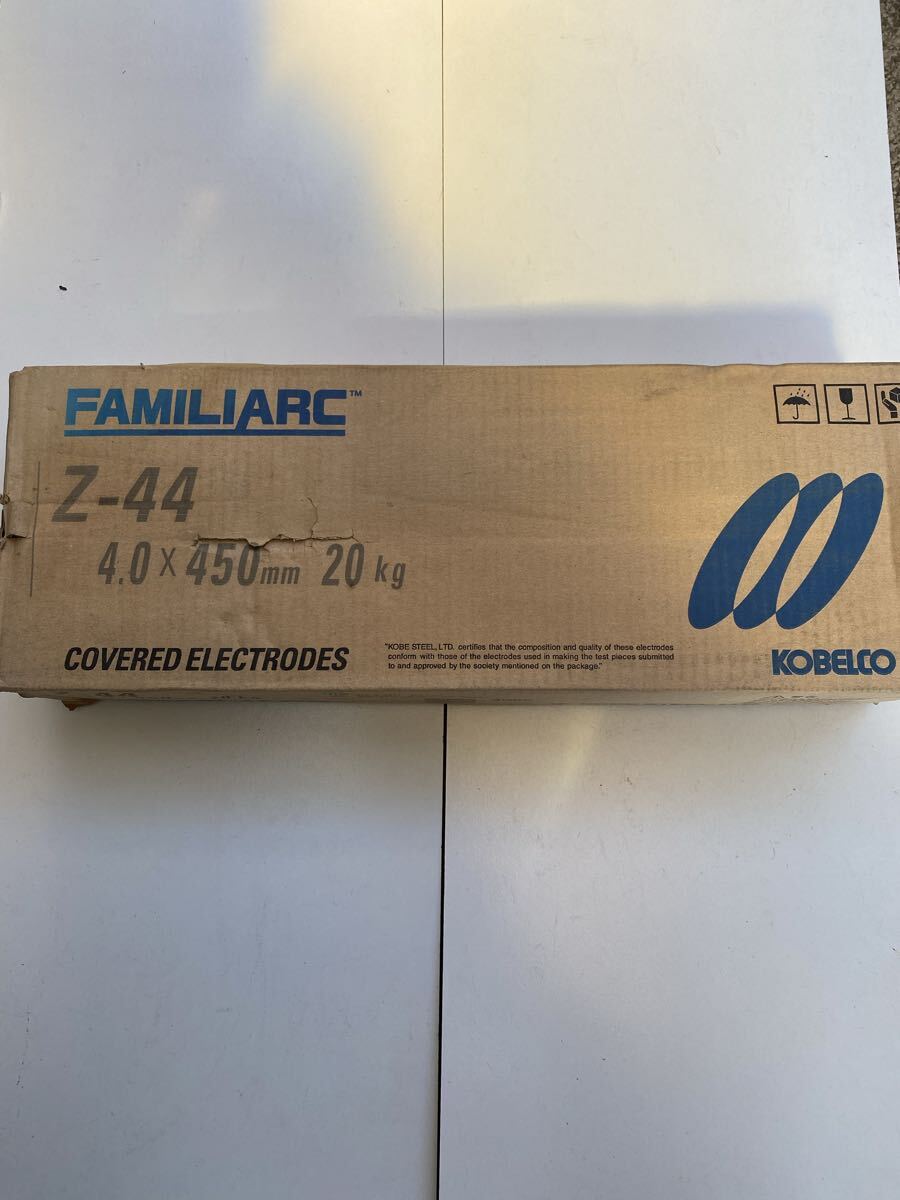 FAMILIARC™
Z-44
4.0 × 450mm 20 kg
COVERED ELECTRODES
"KOBE STEEL, LTD. certifies that the composition and quality of these electrodes
conform with those of the electrodes used in making the test pieces submitted
to and approved by the society mentioned on the package."
KOBELCO